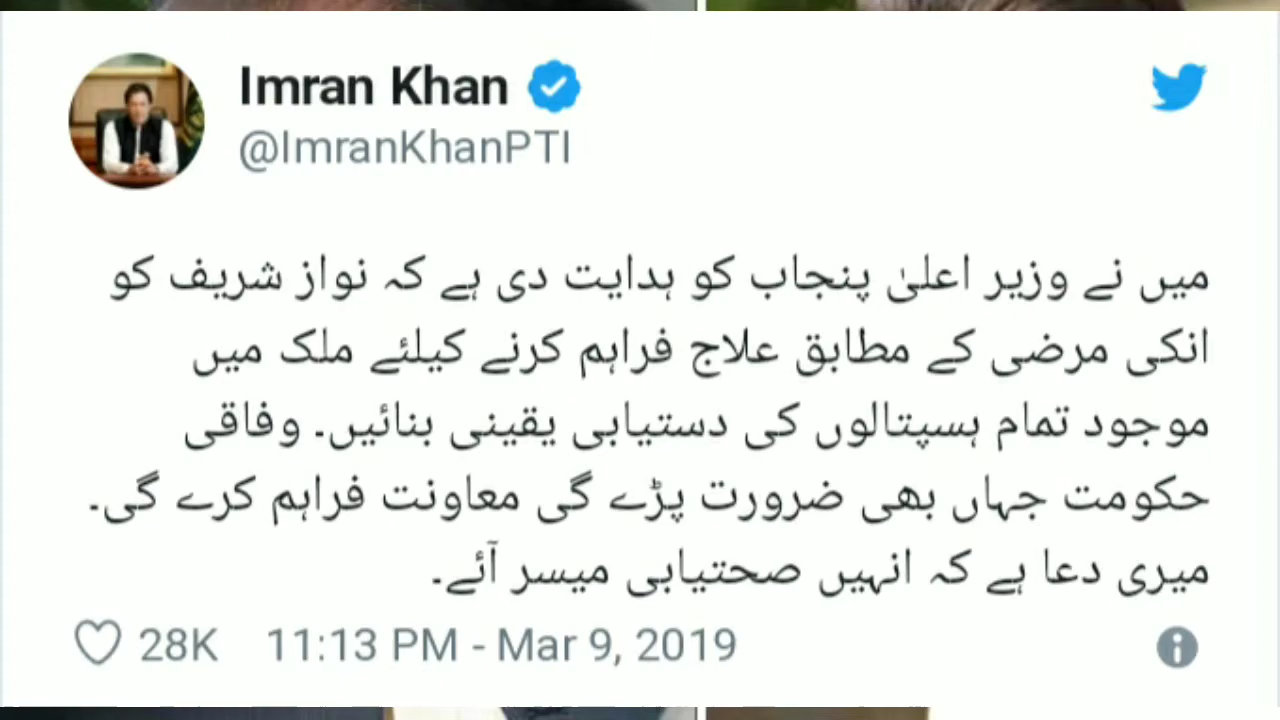 Imran Khan
@ImranKhanPTI
میں نے وزیر اعلیٰ پنجاب کو ہدایت دی ہے کہ نواز شریف کو
انکی مرضی کے مطابق علاج فراہم کرنے کیلئے ملک میں
موجود تمام ہسپتالوں کی دستیابی یقینی بنائیں۔ وفاقی
حکومت جہاں بھی ضرورت پڑے گی معاونت فراہم کرے گی۔
میری دعا ہے کہ انہیں صحتیابی میسر آئے۔
28K 11:13 PM - Mar 9, 2019